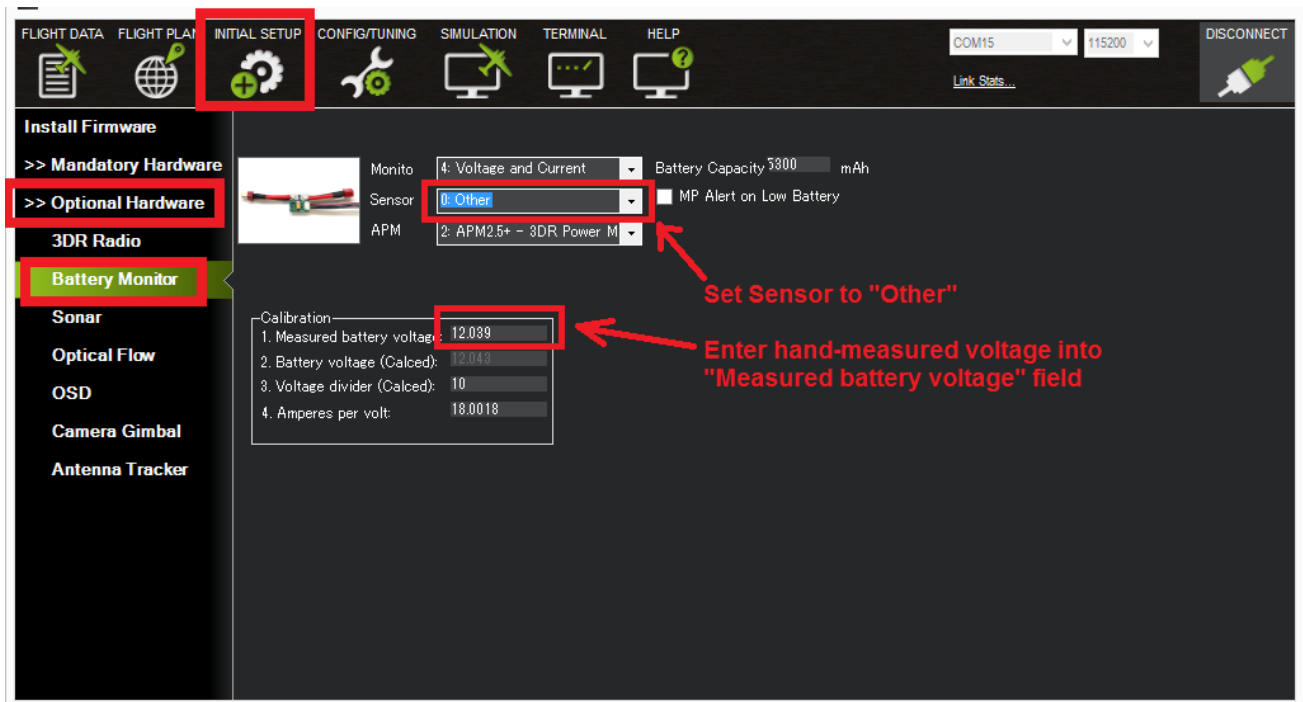 FLIGHT DATA FLIGHT PLAN INITIAL SETUP CONFIG/TUNING SIMULATION TERMINAL HELP
COM15 115200 DISCONNECT
Link Stats...
Install Firmware
>> Mandatory Hardware
>> Optional Hardware
3DR Radio
Battery Monitor
Sonar
Optical Flow
OSD
Camera Gimbal
Antenna Tracker
Monito 4: Voltage and Current Battery Capacity 5300 mAh
Sensor 0: Other MP Alert on Low Battery
APM 2: APM2.5+ - 3DR Power M
Set Sensor to "Other"
Calibration
1. Measured battery voltage: 12.039
2. Battery voltage (Calced): 12.043
3. Voltage divider (Calced): 10
4. Amperes per volt: 18.0018
Enter hand-measured voltage into
"Measured battery voltage" field